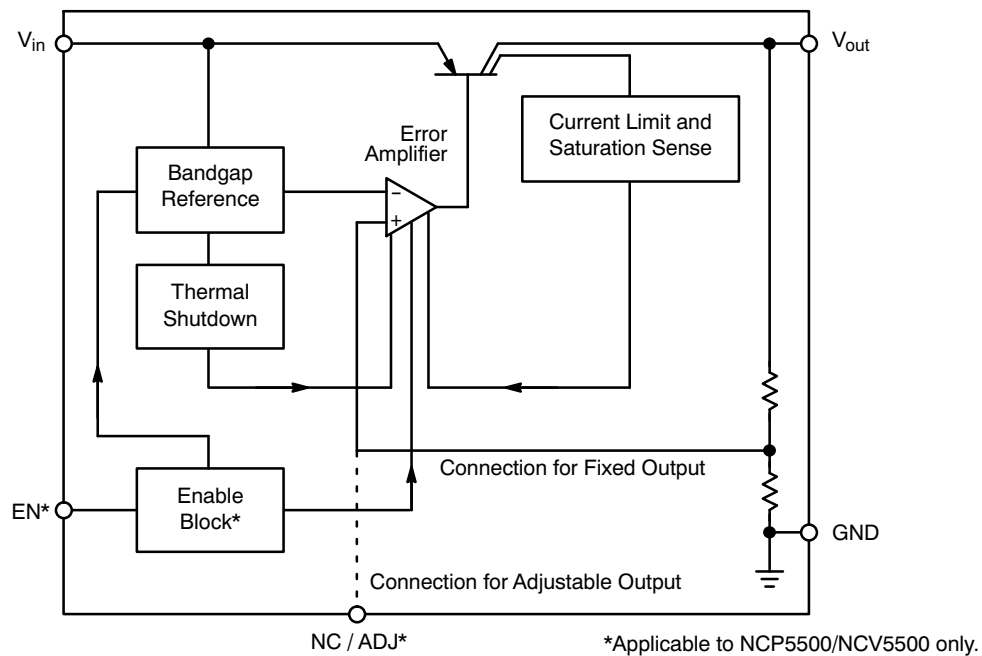 Vin
Vout
Error
Amplifier
Current Limit and
Saturation Sense
Bandgap
Reference
−
+
Thermal
Shutdown
Connection for Fixed Output
EN*
Enable
Block*
GND
Connection for Adjustable Output
NC / ADJ*
*Applicable to NCP5500/NCV5500 only.